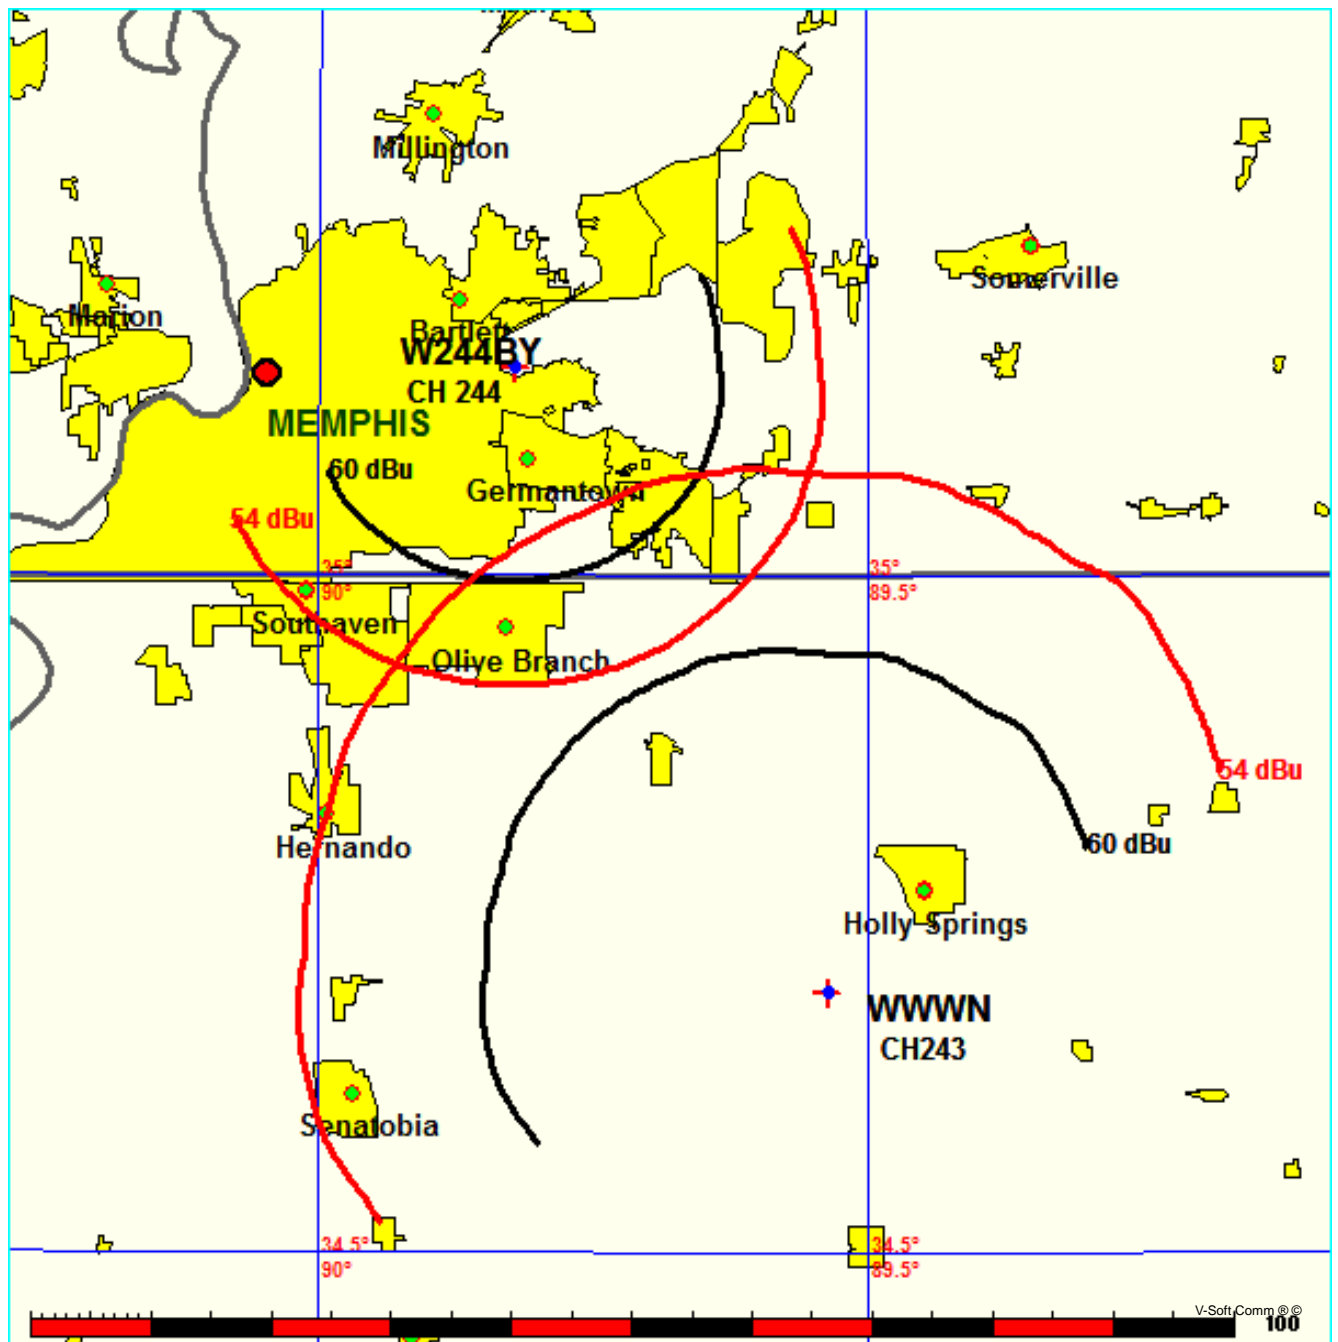 Millington
Somerville
Marion
Bartlett
W244BY
CH 244
MEMPHIS
60 dBu
Germantown
54 dBu
35°
90°
35°
89.5°
Southaven
Olive Branch
54 dBu
Hernando
60 dBu
Holly Springs
WWWN
CH243
Senatobia
34.5°
90°
34.5°
89.5°
V-Soft Comm ® ©
100